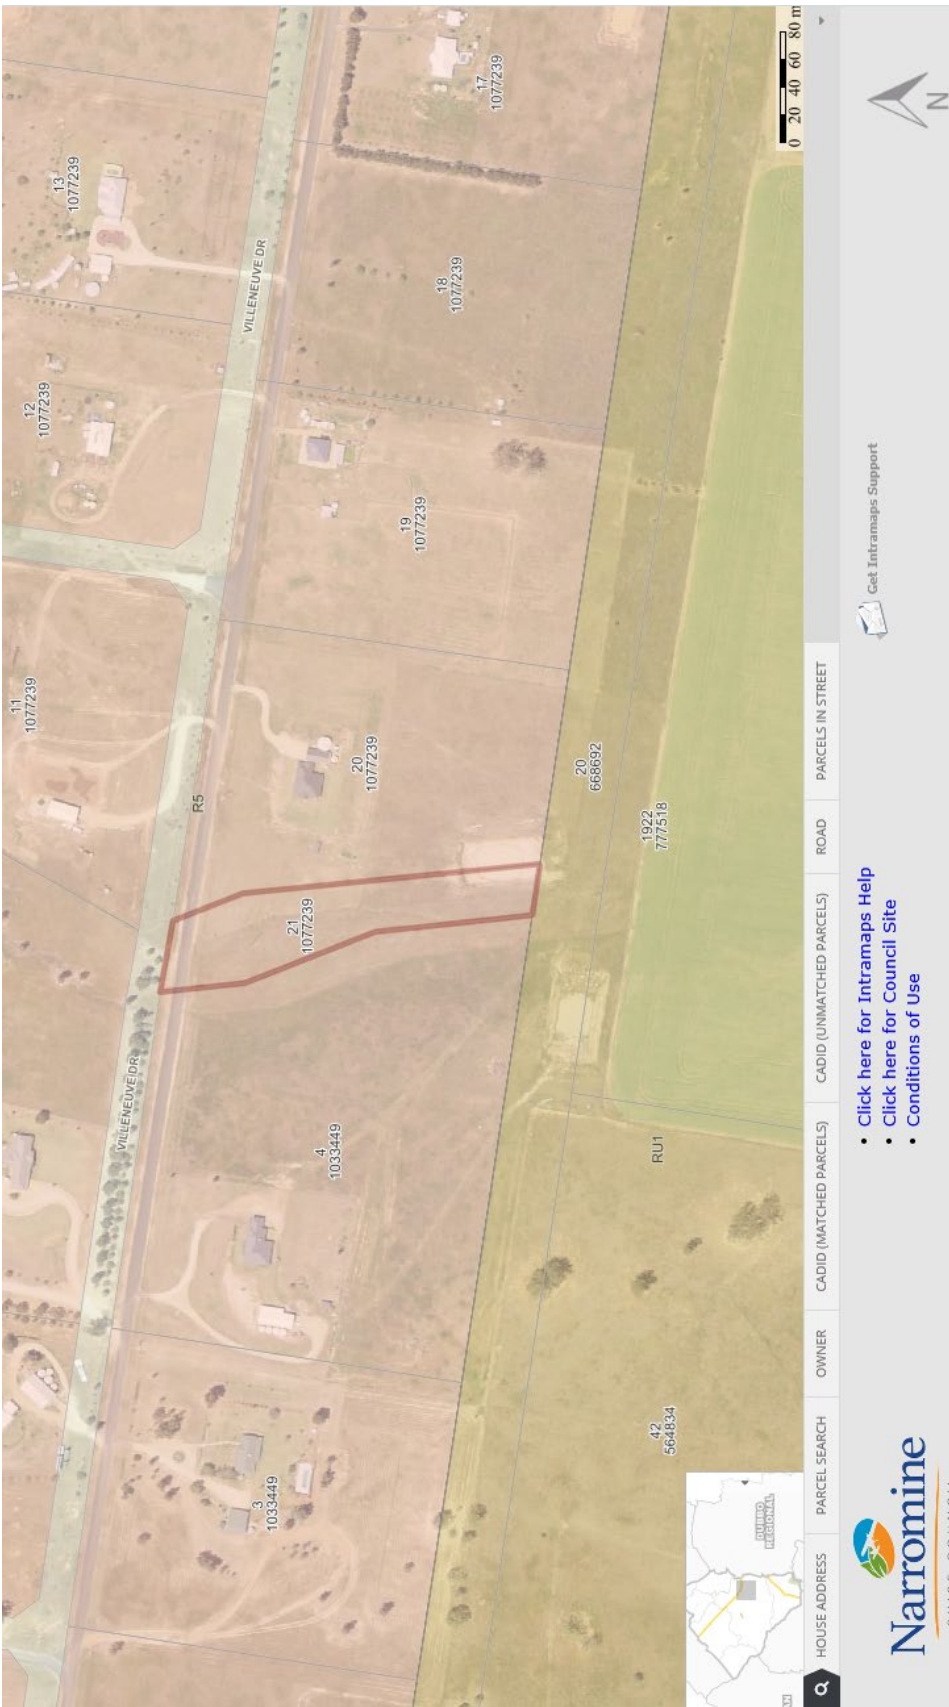 13
1077239
17
1077239
VILLENEUVE DR
12
1077239
18
1077239
19
1077239
11
1077239
R5
20
1077239
20
668692
1922
777518
21
1077239
VILLENEUVE DR
4
1033449
RU1
3
1033449
42
564834
0 20 40 60 80 m
DUBBO
REGIONAL
HOUSE ADDRESS
PARCEL SEARCH
OWNER
CADID (MATCHED PARCELS)
CADID (UNMATCHED PARCELS)
ROAD
PARCELS IN STREET
Narromine
• Click here for Intramaps Help
• Click here for Council Site
• Conditions of Use
Get Intramaps Support
N